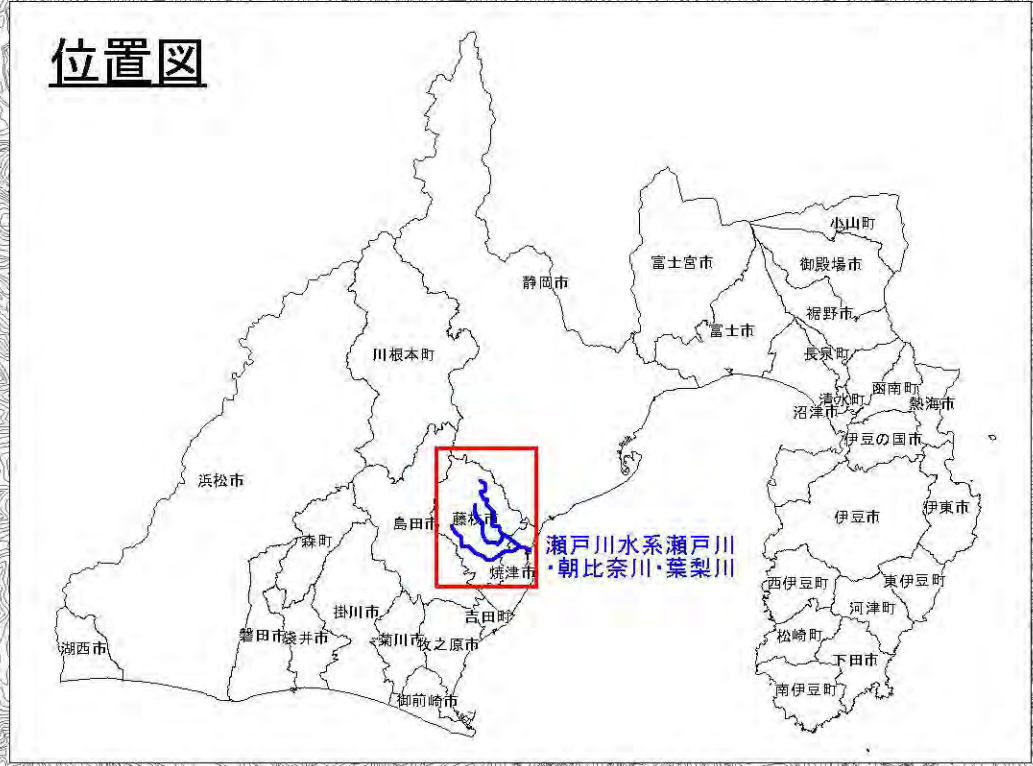 位置図
小山町
御殿場市
富士宮市
静岡市
裾野市
富士市
長泉町
川根本町
函南町
清水町
熱海市
沼津市
伊豆の国市
浜松市
伊東市
伊豆市
藤枝市
島田市
森町
瀬戸川水系瀬戸川
・朝比奈川・葉梨川
焼津市
西伊豆町
東伊豆町
掛川市
吉田町
河津町
磐田市
袋井市
菊川市
牧之原市
松崎町
湖西市
下田市
南伊豆町
御前崎市